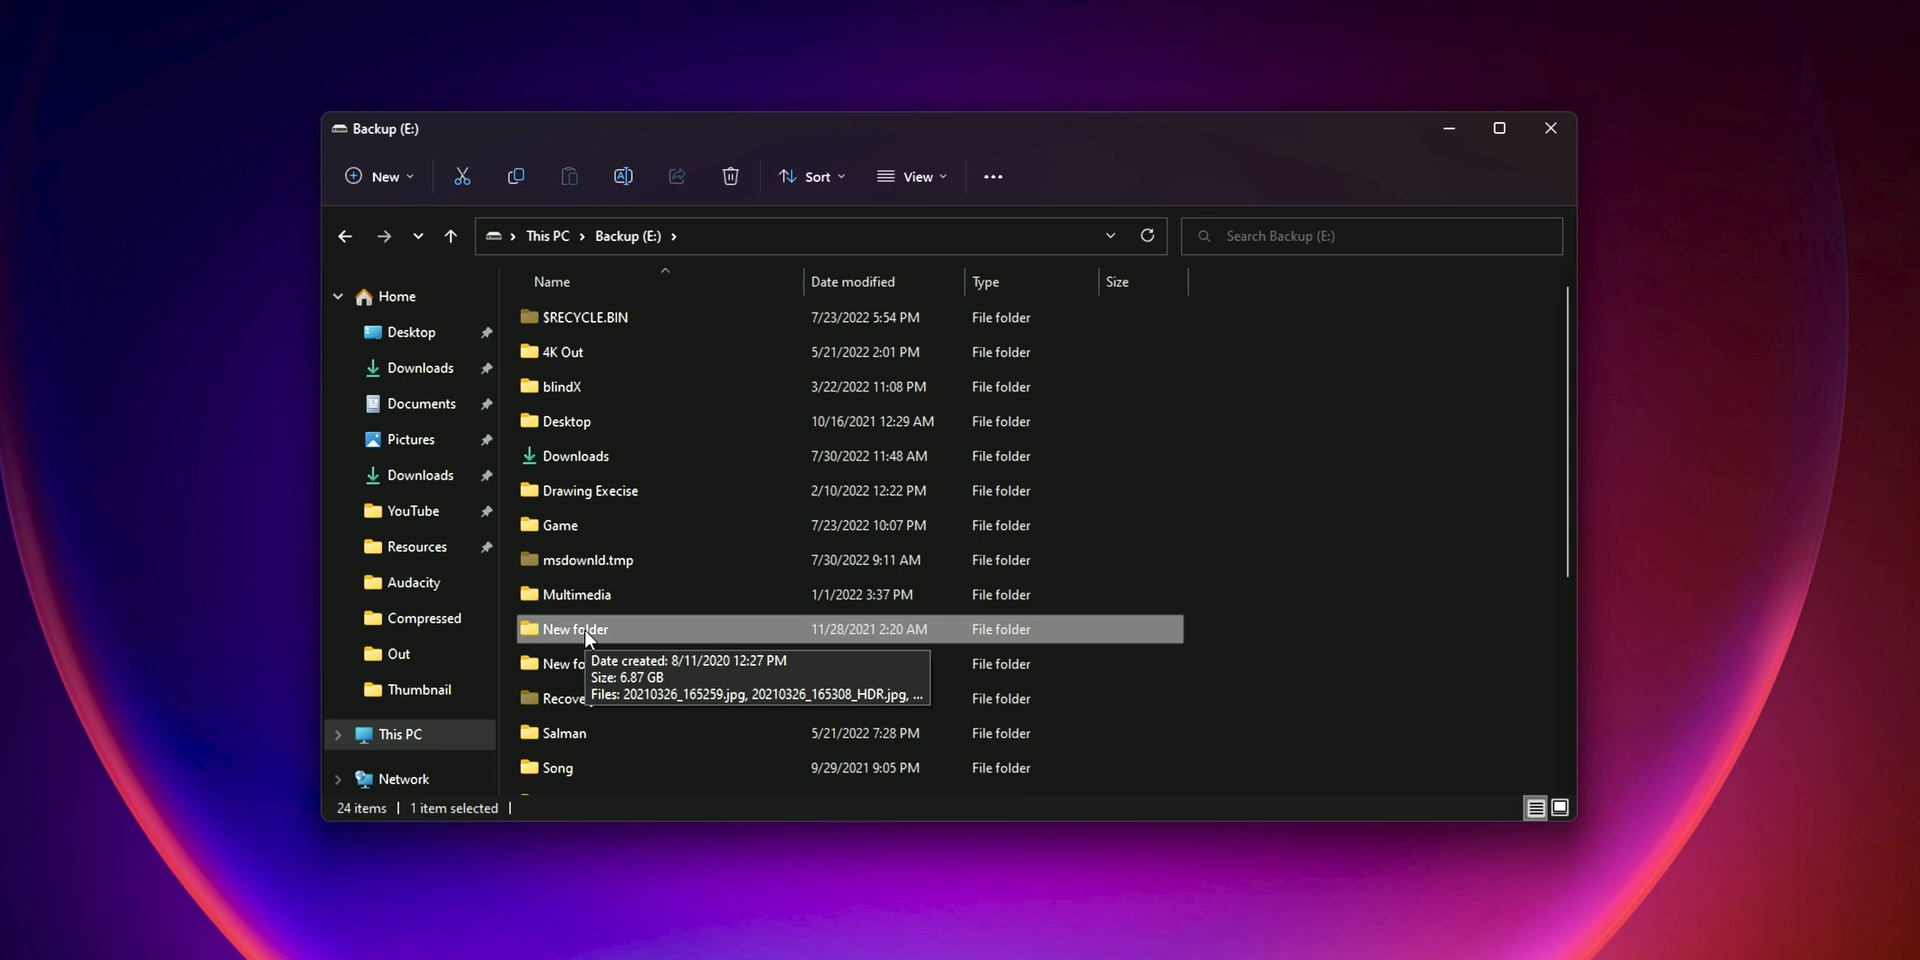 Backup (E:)
New
Sort
View
This PC > Backup (E:) >
Search Backup (E:)
Name Date modified Type Size
Home
Desktop
Downloads
Documents
Pictures
Downloads
YouTube
Resources
Audacity
Compressed
Out
Thumbnail
This PC
Network
$RECYCLE.BIN 7/23/2022 5:54 PM File folder
4K Out 5/21/2022 2:01 PM File folder
blindX 3/22/2022 11:08 PM File folder
Desktop 10/16/2021 12:29 AM File folder
Downloads 7/30/2022 11:48 AM File folder
Drawing Execise 2/10/2022 12:22 PM File folder
Game 7/23/2022 10:07 PM File folder
msdownld.tmp 7/30/2022 9:11 AM File folder
Multimedia 1/1/2022 3:37 PM File folder
New folder 11/28/2021 2:20 AM File folder
New fo File folder
Recove File folder
Date created: 8/11/2020 12:27 PM
Size: 6.87 GB
Files: 20210326_165259.jpg, 20210326_165308_HDR.jpg, ...
Salman 5/21/2022 7:28 PM File folder
Song 9/29/2021 9:05 PM File folder
24 items | 1 item selected |